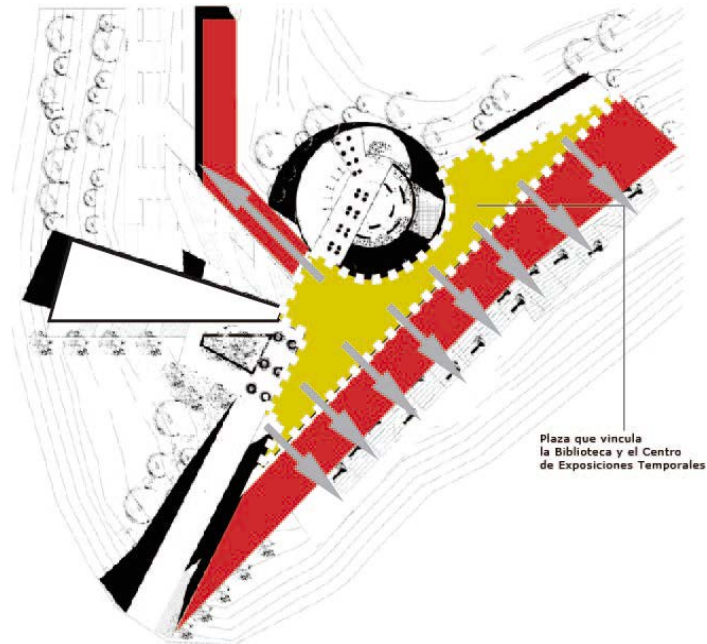 Plaza que vincula
la Biblioteca y el Centro
de Exposiciones Temporales